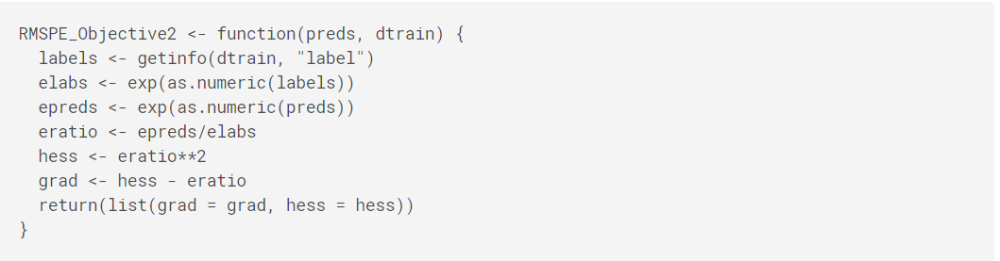 RMSPE_Objective2 <- function(preds, dtrain) {
  labels <- getinfo(dtrain, "label")
  elabs <- exp(as.numeric(labels))
  epreds <- exp(as.numeric(preds))
  eratio <- epreds/elabs
  hess <- eratio**2
  grad <- hess - eratio
  return(list(grad = grad, hess = hess))
}